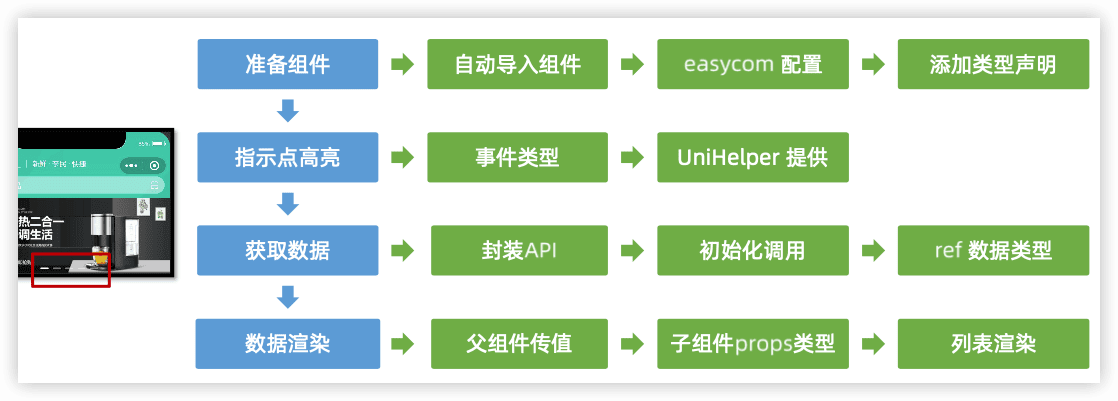 准备组件
自动导入组件
easycom 配置
添加类型声明
指示点高亮
事件类型
UniHelper 提供
新鲜·亲民·快捷
热二合一
调生活
获取数据
封装API
初始化调用
ref 数据类型
数据渲染
父组件传值
子组件props类型
列表渲染